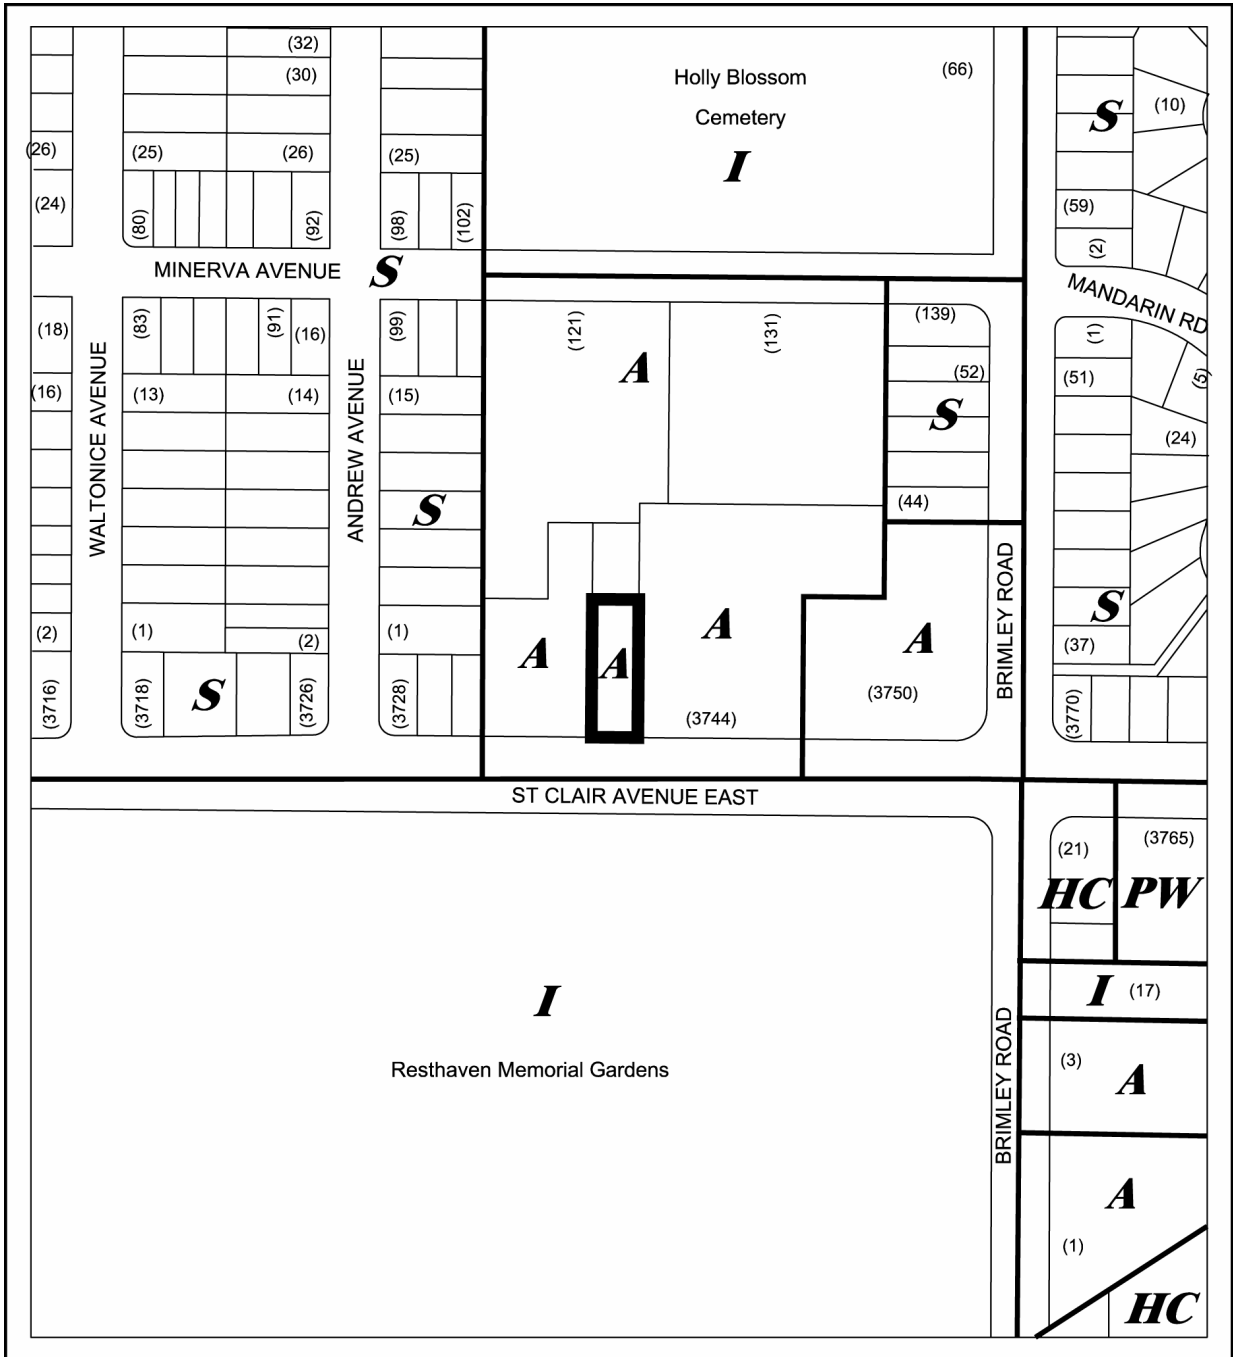 (32)
Holly Blossom
(66)
(30)
Cemetery
S
(10)
(26)
(25)
(26)
(25)
I
(24)
(80)
(92)
(98)
(102)
(59)
(2)
MINERVA AVENUE
S
MANDARIN RD
(18)
(83)
(91)
(16)
(99)
(121)
(131)
(139)
(1)
A
(52)
(51)
(5)
(16)
(13)
(14)
(15)
S
(24)
WALTONICE AVENUE
ANDREW AVENUE
S
(44)
BRIMLEY ROAD
S
(2)
(1)
(2)
(1)
A
A
A
A
(37)
(3716)
(3718)
S
(3726)
(3728)
(3744)
(3750)
(3770)
ST CLAIR AVENUE EAST
(21)
(3765)
HC
PW
I
I
(17)
Resthaven Memorial Gardens
BRIMLEY ROAD
(3)
A
A
(1)
HC